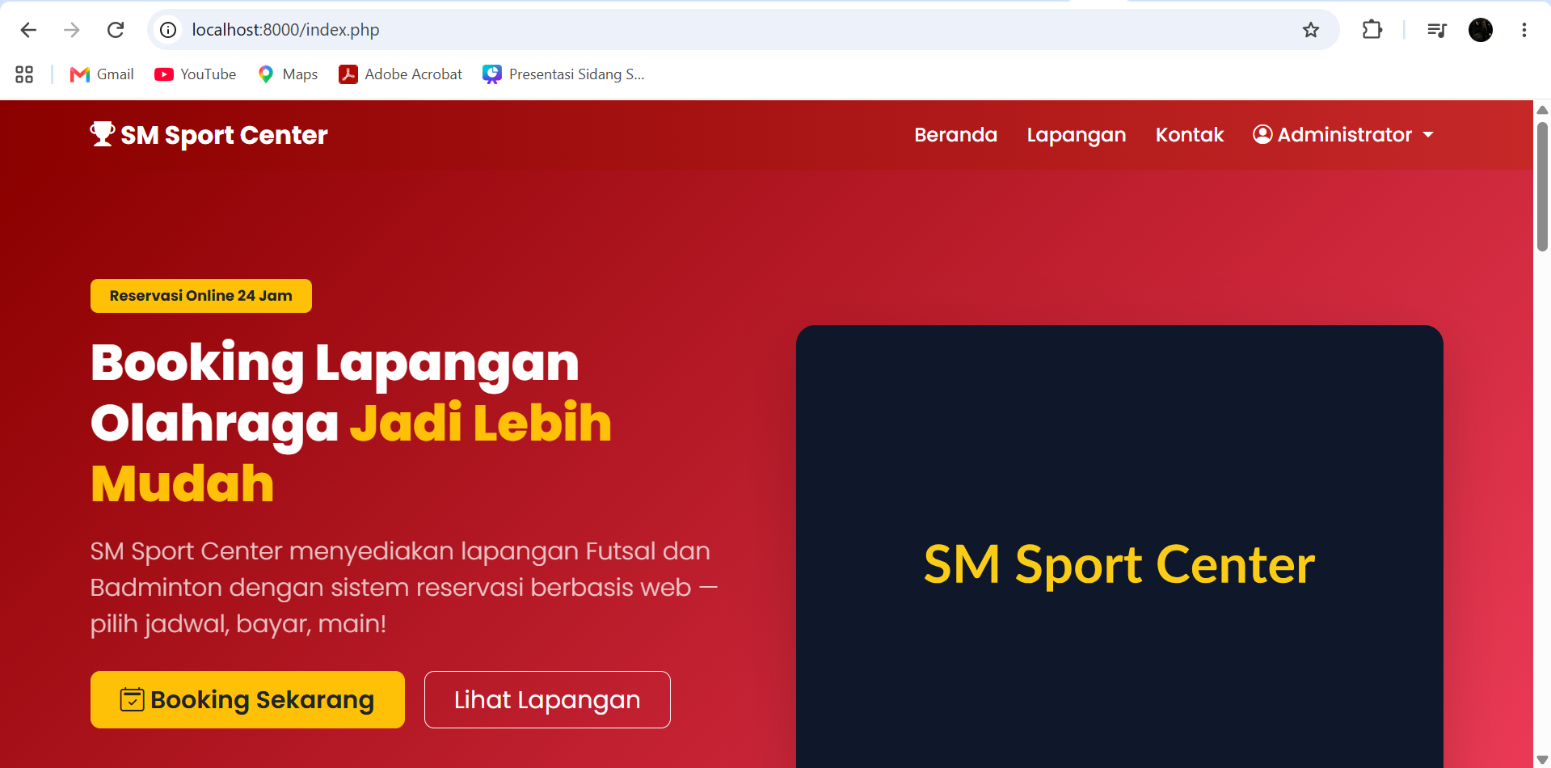 localhost:8000/index.php
Gmail
YouTube
Maps
Adobe Acrobat
Presentasi Sidang S...
SM Sport Center
Beranda
Lapangan
Kontak
Administrator
Reservasi Online 24 Jam
Booking Lapangan
Olahraga Jadi Lebih
Mudah
SM Sport Center menyediakan lapangan Futsal dan
Badminton dengan sistem reservasi berbasis web —
pilih jadwal, bayar, main!
Booking Sekarang
Lihat Lapangan
SM Sport Center